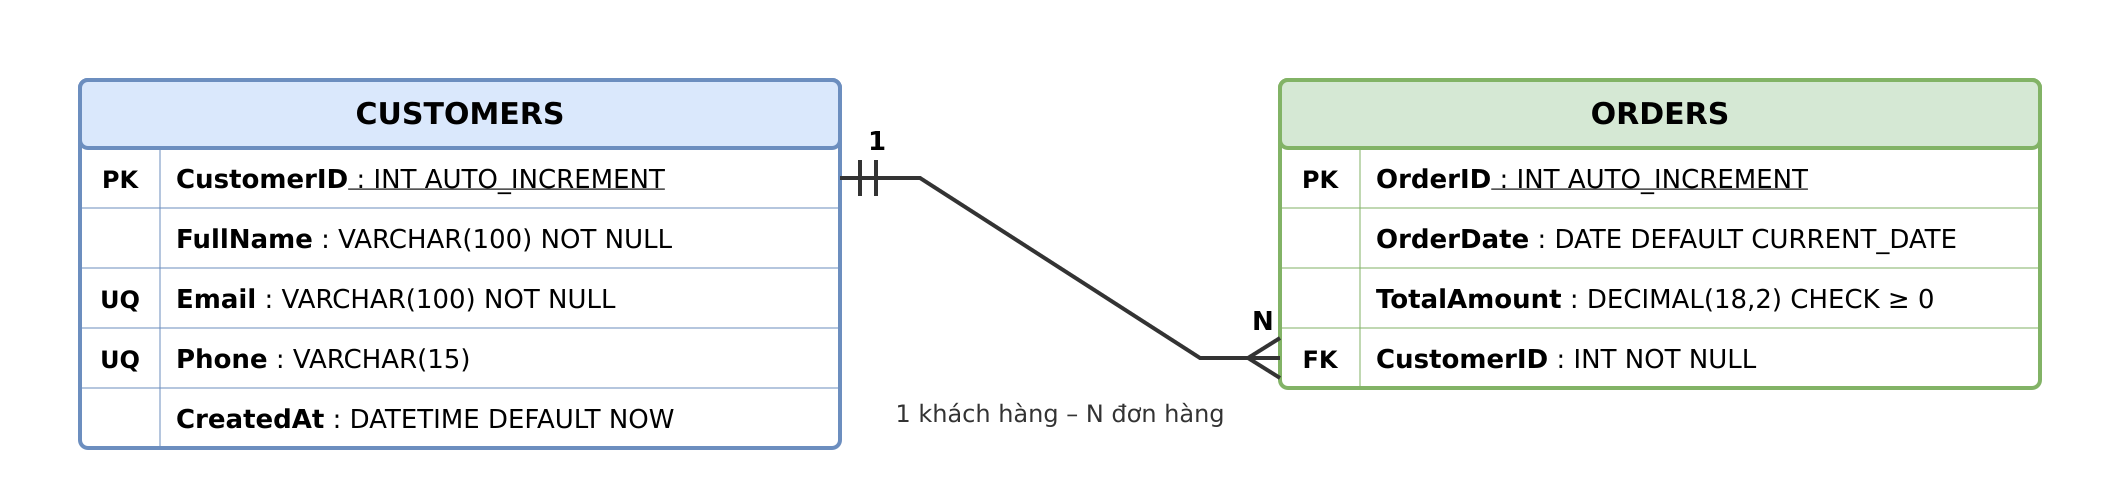 CUSTOMERS
PK CustomerID : INT AUTO_INCREMENT
FullName : VARCHAR(100) NOT NULL
UQ Email : VARCHAR(100) NOT NULL
UQ Phone : VARCHAR(15)
CreatedAt : DATETIME DEFAULT NOW
1
N
1 khách hàng – N đơn hàng
ORDERS
PK OrderID : INT AUTO_INCREMENT
OrderDate : DATE DEFAULT CURRENT_DATE
TotalAmount : DECIMAL(18,2) CHECK ≥ 0
FK CustomerID : INT NOT NULL